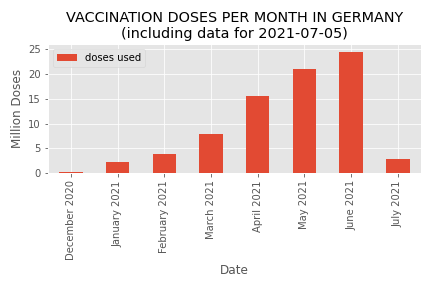 VACCINATION DOSES PER MONTH IN GERMANY
(including data for 2021-07-05)
doses used
Million Doses
25
20
15
10
5
0
December 2020
January 2021
February 2021
March 2021
April 2021
May 2021
June 2021
July 2021
Date